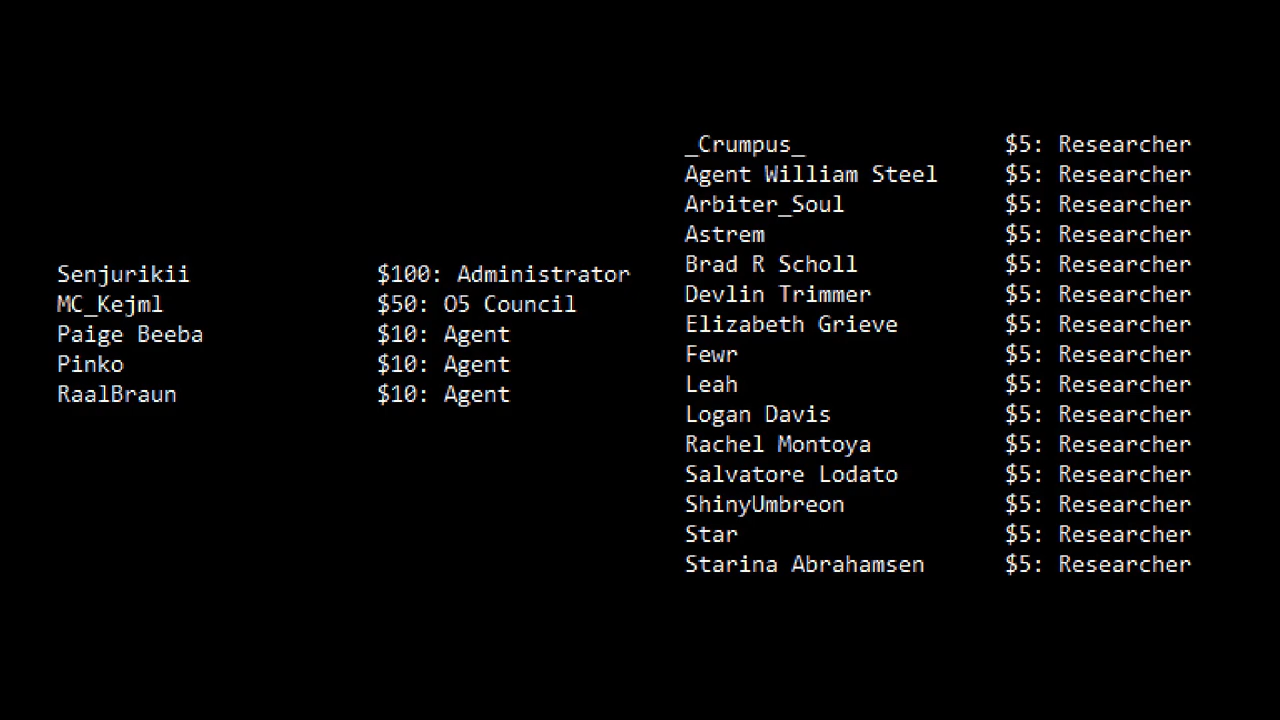 Senjurikii $100: Administrator
MC_Kejml $50: O5 Council
Paige Beeba $10: Agent
Pinko $10: Agent
RaalBraun $10: Agent
_Crumpus_ $5: Researcher
Agent William Steel $5: Researcher
Arbiter_Soul $5: Researcher
Astrem $5: Researcher
Brad R Scholl $5: Researcher
Devlin Trimmer $5: Researcher
Elizabeth Grieve $5: Researcher
Fewr $5: Researcher
Leah $5: Researcher
Logan Davis $5: Researcher
Rachel Montoya $5: Researcher
Salvatore Lodato $5: Researcher
ShinyUmbreon $5: Researcher
Star $5: Researcher
Starina Abrahamsen $5: Researcher